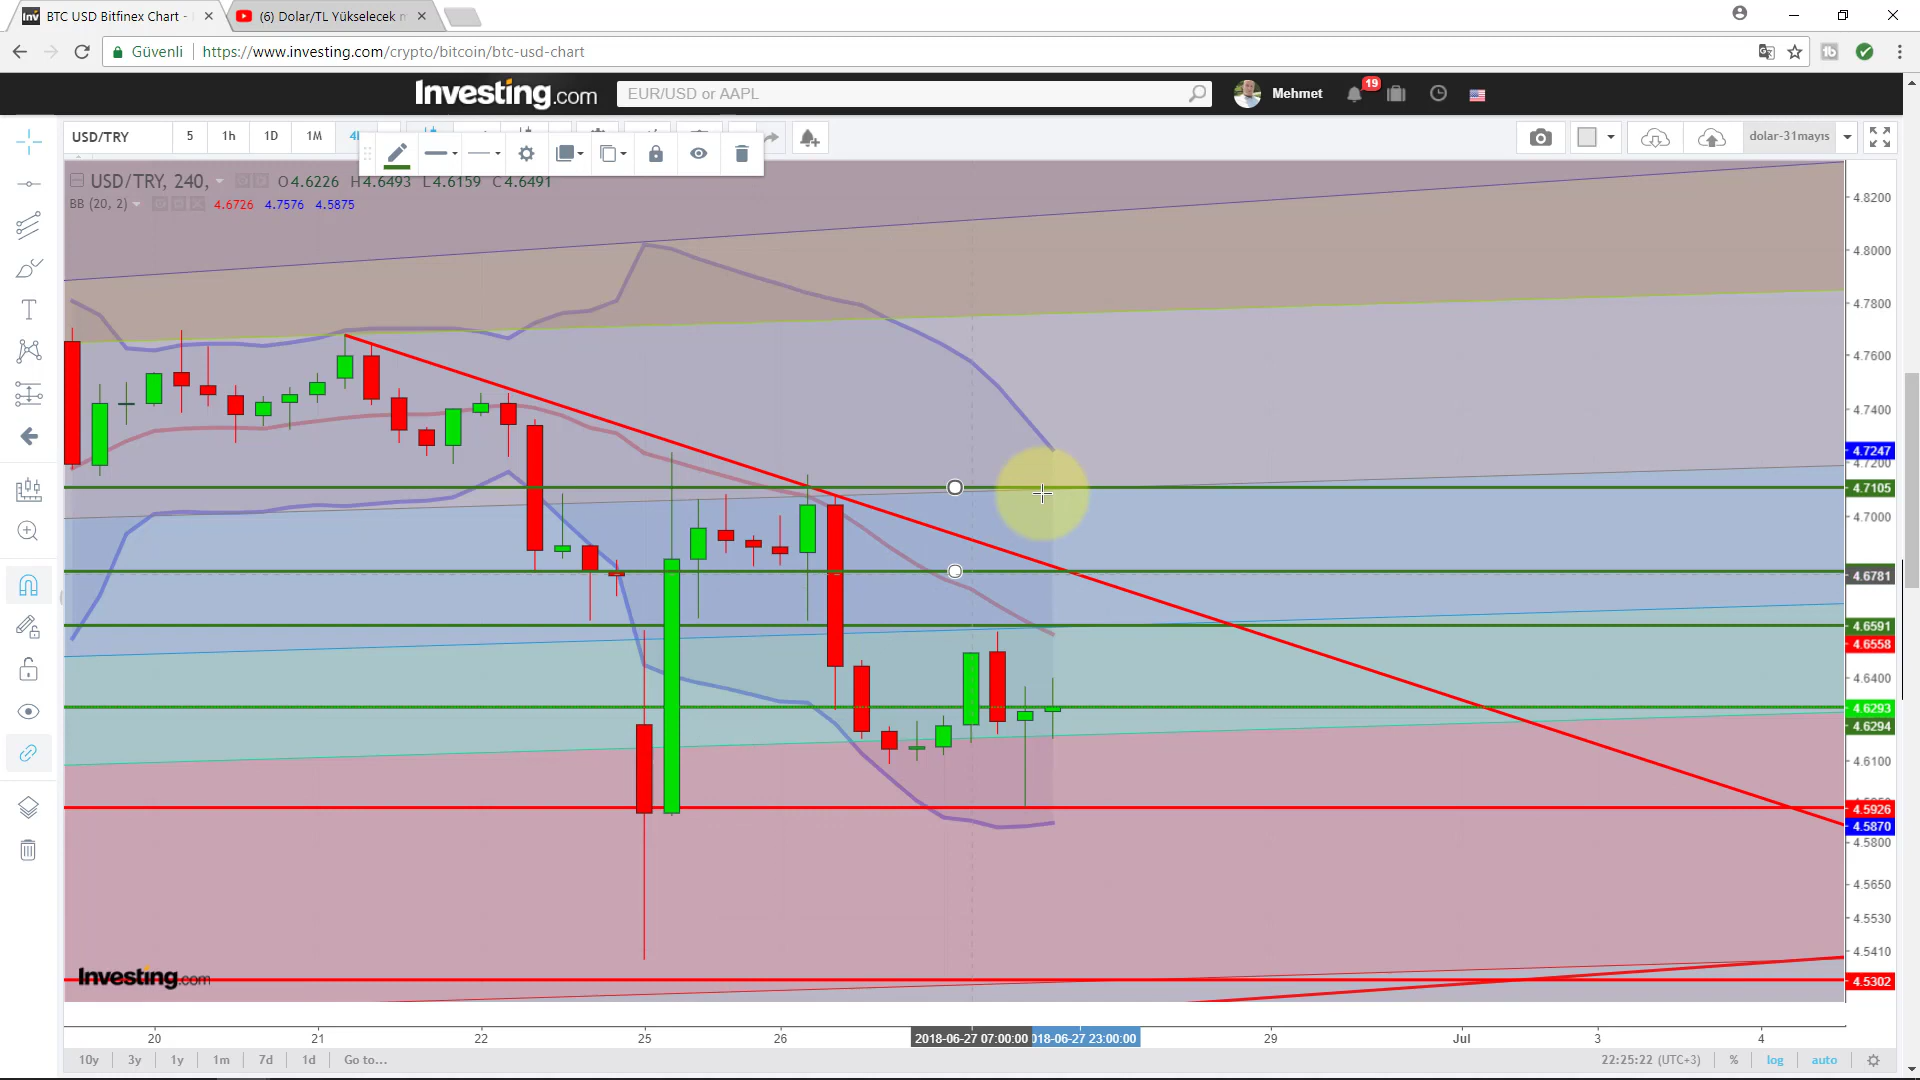 BTC USD Bitfinex Chart -
(6) Dolar/TL Yükselecek
Güvenli
https://www.investing.com/crypto/bitcoin/btc-usd-chart
Investing.com
EUR/USD or AAPL
Mehmet
19
USD/TRY
5
1h
1D
1M
dolar-31mayıs
USD/TRY, 240,
O4.6226 H4.6493 L4.6159 C4.6491
BB (20, 2)
4.6726 4.7576 4.5875
4.8200
4.8000
4.7800
4.7600
4.7400
4.7247
4.7200
4.7105
4.7000
4.6781
4.6591
4.6558
4.6400
4.6293
4.6294
4.6100
4.5926
4.5870
4.5800
4.5650
4.5530
4.5410
4.5302
Investing.com
20
21
22
25
26
2018-06-27 07:00:00
018-06-27 23:00:00
29
Jul
3
4
10y
3y
1y
1m
7d
1d
Go to...
22:25:22 (UTC+3)
%
log
auto